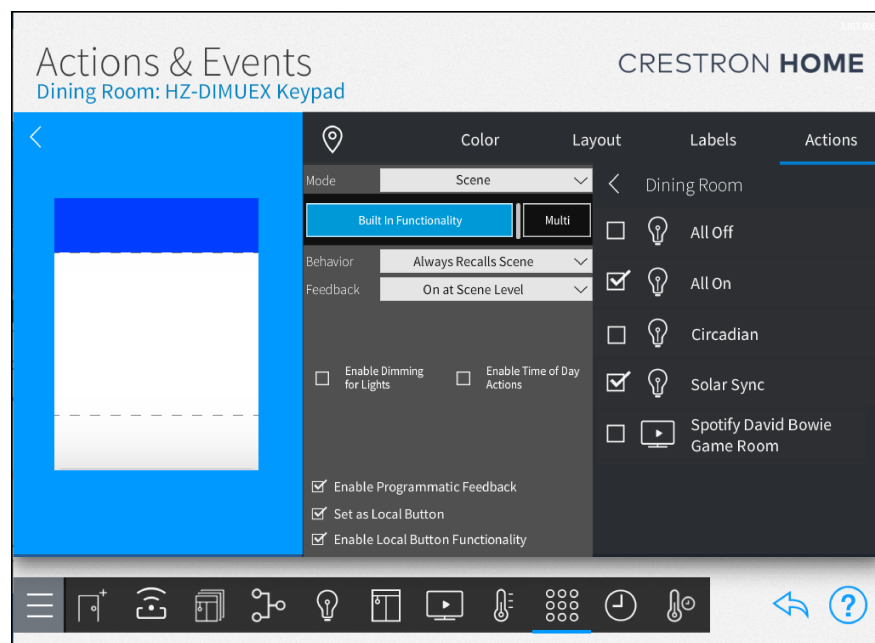 Actions & Events
CRESTRON HOME
Dining Room: HZ-DIMUEX Keypad
Color Layout Labels Actions
Mode Scene
Dining Room
Built In Functionality Multi
All Off
Behavior Always Recalls Scene
Feedback On at Scene Level
All On
Circadian
Enable Dimming
for Lights
Enable Time of Day
Actions
Solar Sync
Spotify David Bowie
Game Room
Enable Programmatic Feedback
Set as Local Button
Enable Local Button Functionality
?